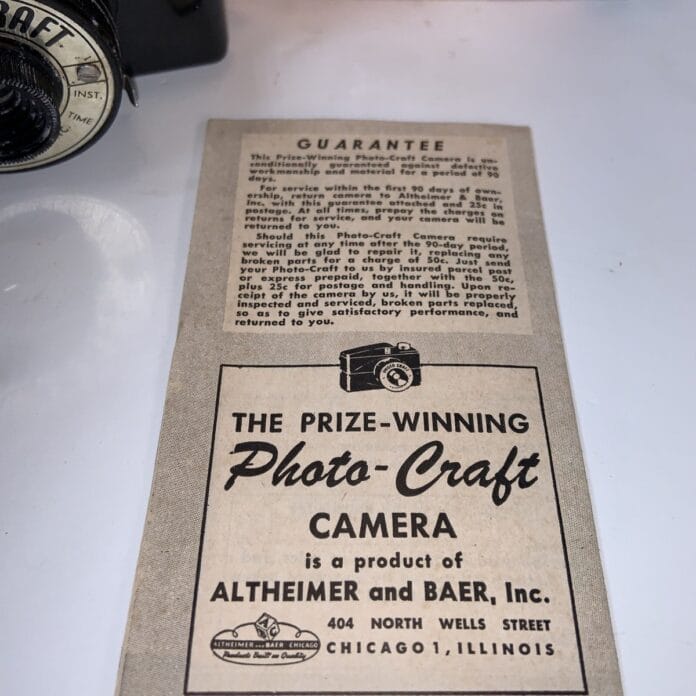 RAFT.
INST.
TIME
GUARANTEE
This Prize-Winning Photo-Craft Camera is un-
conditionally guaranteed against defective
workmanship and material for a period of 90
days.
For service within the first 90 days of own-
ership, return camera to Altheimer & Baer,
Inc. with this guarantee attached and 25c in
postage. At all times, prepay the charges on
returns for service, and your camera will be
returned to you.
Should this Photo-Craft Camera require
servicing at any time after the 90-day period,
we will be glad to repair it, replacing any
broken parts for a charge of 50c. Just send
your Photo-Craft to us by insured parcel post
or express prepaid, together with the 50c,
plus 25c for postage and handling. Upon re-
ceipt of the camera by us, it will be properly
inspected and serviced, broken parts replaced,
so as to give satisfactory performance, and
returned to you.
THE PRIZE-WINNING
Photo-Craft
CAMERA
is a product of
ALTHEIMER and BAER, Inc.
404 NORTH WELLS STREET
CHICAGO 1, ILLINOIS
ALTHEIMER AND BAER CHICAGO
Products Built on Quality